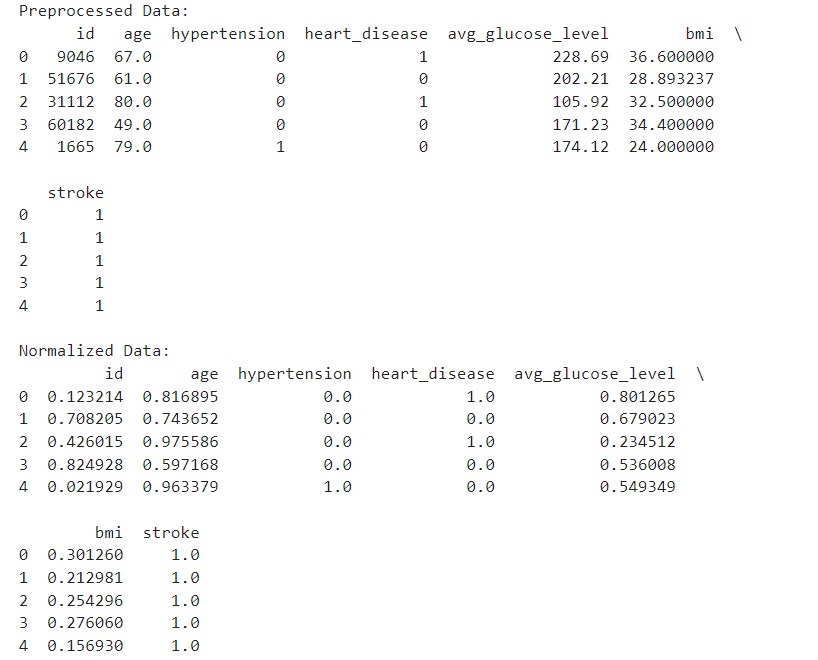 Preprocessed Data:
id age hypertension heart_disease avg_glucose_level bmi \
0 9046 67.0 0 1 228.69 36.600000
1 51676 61.0 0 0 202.21 28.893237
2 31112 80.0 0 1 105.92 32.500000
3 60182 49.0 0 0 171.23 34.400000
4 1665 79.0 1 0 174.12 24.000000
stroke
0 1
1 1
2 1
3 1
4 1
Normalized Data:
id age hypertension heart_disease avg_glucose_level \
0 0.123214 0.816895 0.0 1.0 0.801265
1 0.708205 0.743652 0.0 0.0 0.679023
2 0.426015 0.975586 0.0 1.0 0.234512
3 0.824928 0.597168 0.0 0.0 0.536008
4 0.021929 0.963379 1.0 0.0 0.549349
bmi stroke
0 0.301260 1.0
1 0.212981 1.0
2 0.254296 1.0
3 0.276060 1.0
4 0.156930 1.0